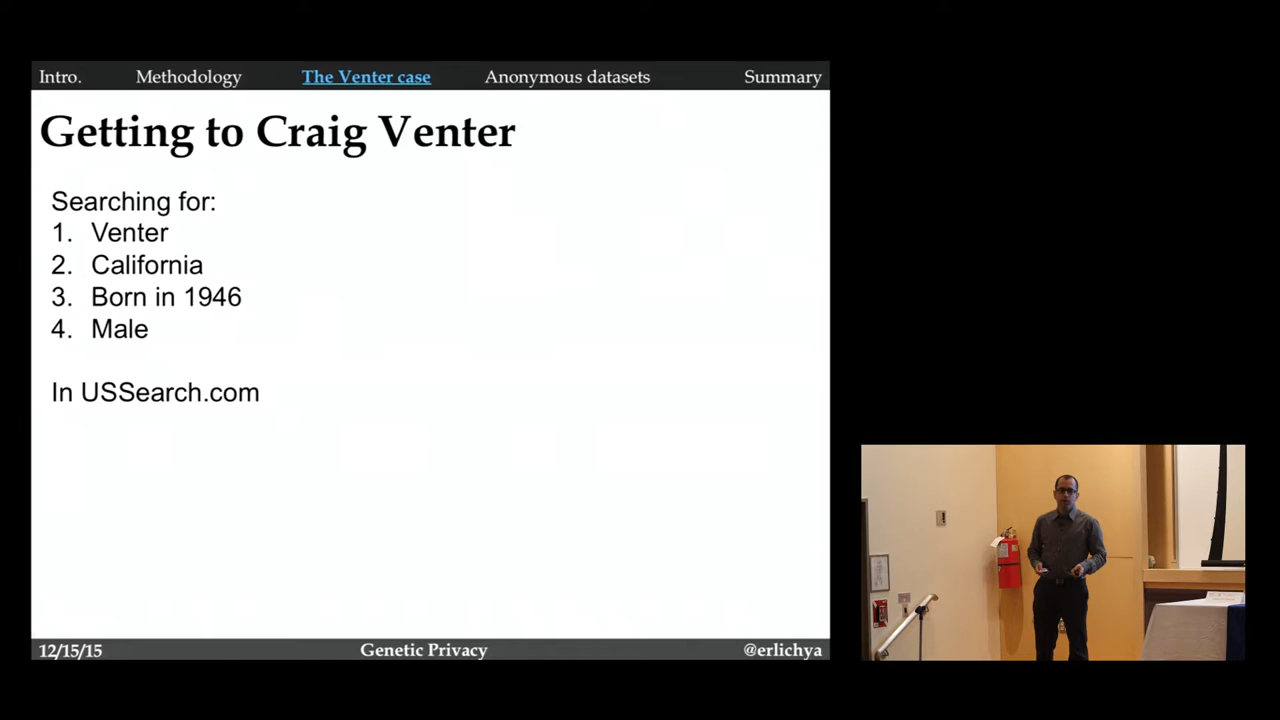 Intro. Methodology The Venter case Anonymous datasets Summary
Getting to Craig Venter
Searching for:
1. Venter
2. California
3. Born in 1946
4. Male
In USSearch.com
12/15/15 Genetic Privacy @erlichya